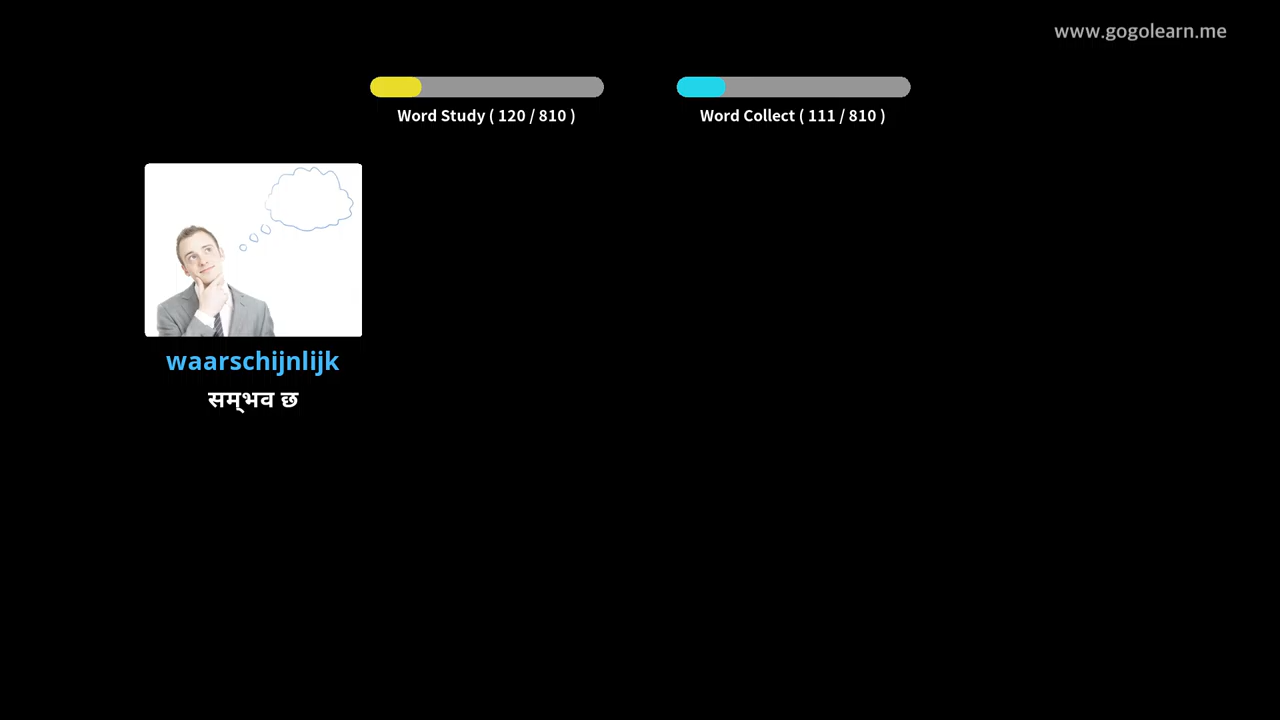 www.gogolearn.me
Word Study ( 120 / 810 )
Word Collect ( 111 / 810 )
waarschijnlijk
सम्‌भव छ